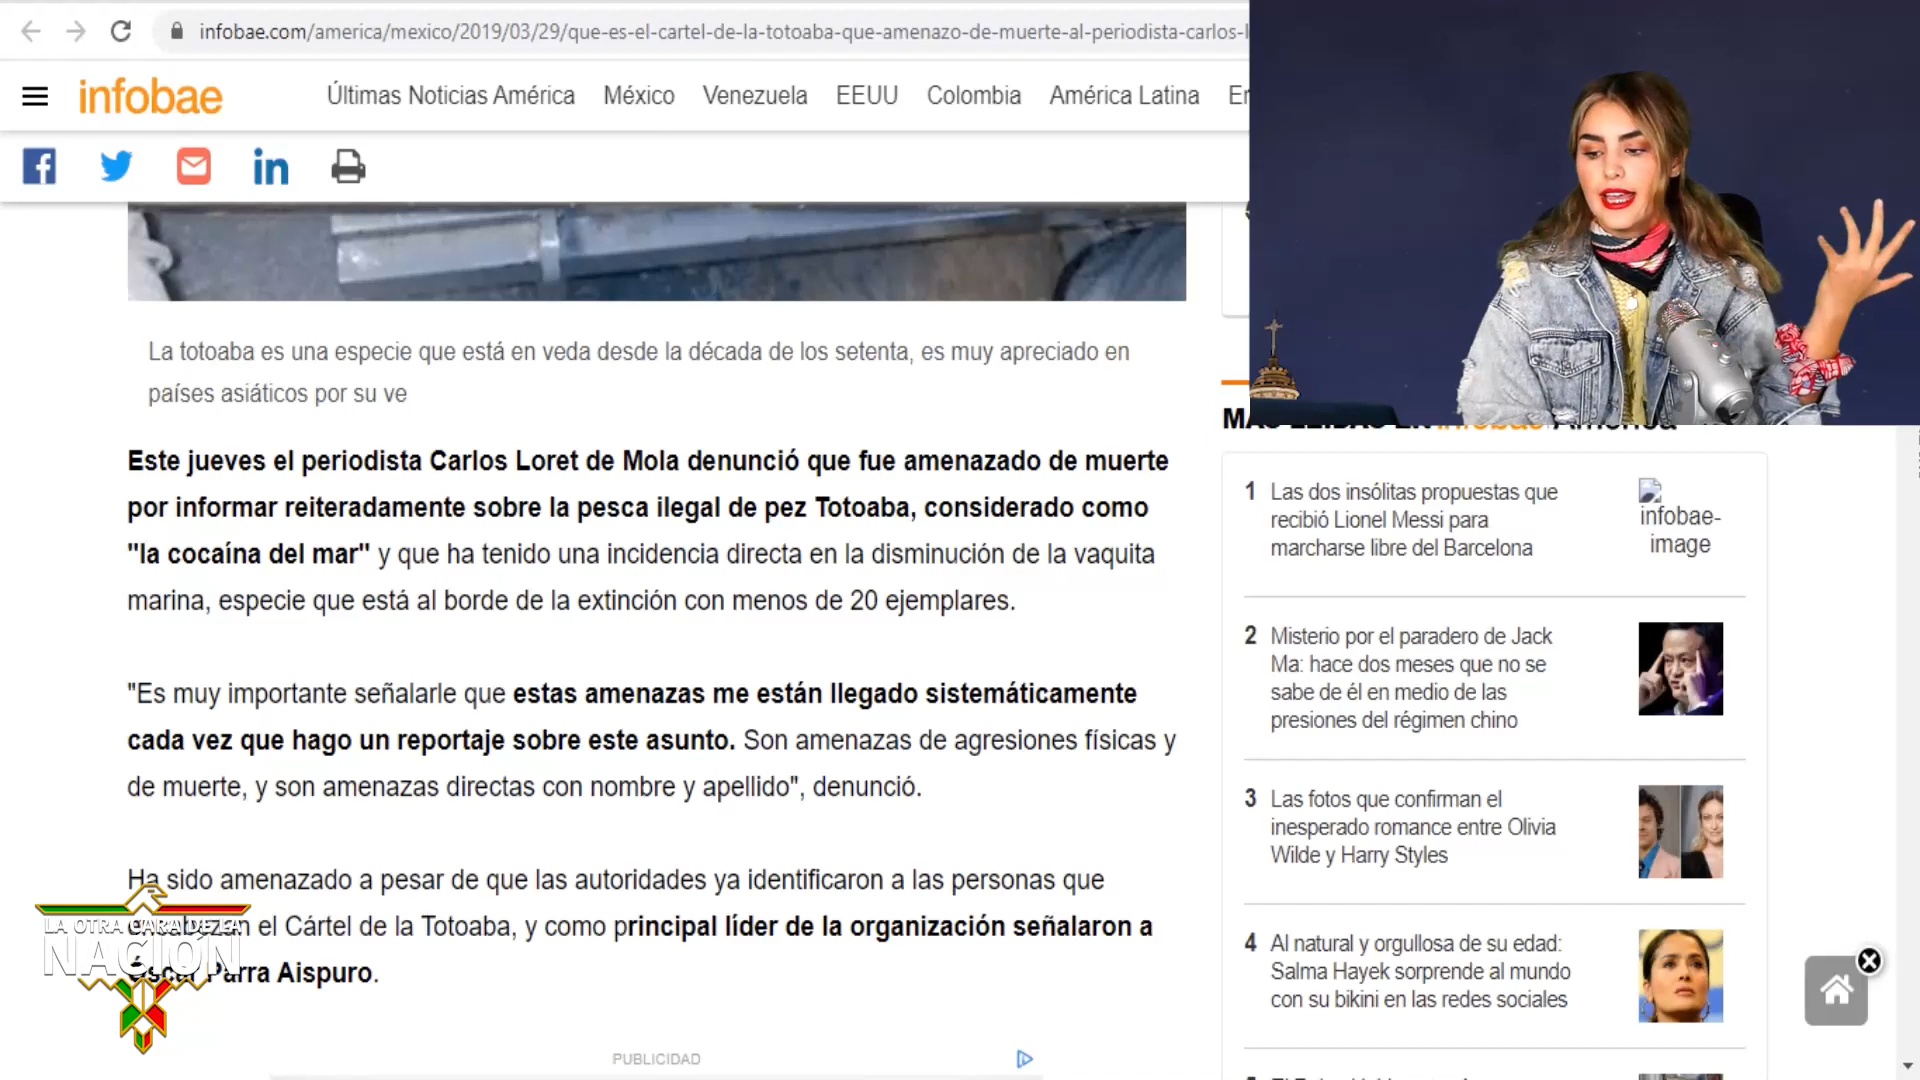 infobae.com/america/mexico/2019/03/29/que-es-el-cartel-de-la-totoaba-que-amenazo-de-muerte-al-periodista-carlos-l
infobae
Últimas Noticias América México Venezuela EEUU Colombia América Latina
La totoaba es una especie que está en veda desde la década de los setenta, es muy apreciado en
países asiáticos por su ve
Este jueves el periodista Carlos Loret de Mola denunció que fue amenazado de muerte
por informar reiteradamente sobre la pesca ilegal de pez Totoaba, considerado como
"la cocaína del mar" y que ha tenido una incidencia directa en la disminución de la vaquita
marina, especie que está al borde de la extinción con menos de 20 ejemplares.
"Es muy importante señalarle que estas amenazas me están llegado sistemáticamente
cada vez que hago un reportaje sobre este asunto. Son amenazas de agresiones físicas y
de muerte, y son amenazas directas con nombre y apellido", denunció.
Ha sido amenazado a pesar de que las autoridades ya identificaron a las personas que
encabezan el Cártel de la Totoaba, y como principal líder de la organización señalaron a
Óscar Parra Aispuro.
LA OTRA CARA DE LA
NACIÓN
PUBLICIDAD
MÁS LEÍDAS EN infobae América
1 Las dos insólitas propuestas que
recibió Lionel Messi para
marcharse libre del Barcelona
infobae-
image
2 Misterio por el paradero de Jack
Ma: hace dos meses que no se
sabe de él en medio de las
presiones del régimen chino
3 Las fotos que confirman el
inesperado romance entre Olivia
Wilde y Harry Styles
4 Al natural y orgullosa de su edad:
Salma Hayek sorprende al mundo
con su bikini en las redes sociales